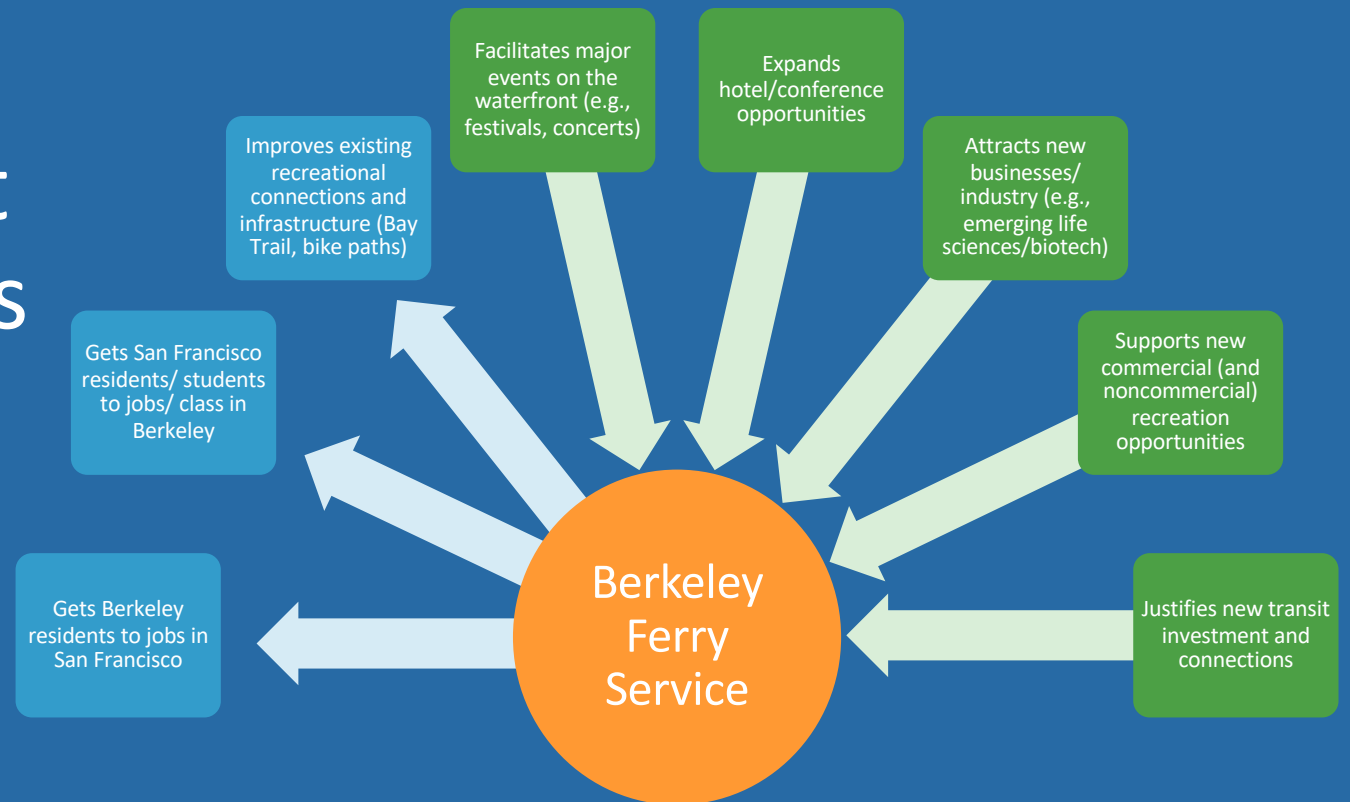 Facilitates major
events on the
waterfront (e.g.,
festivals, concerts)
Expands
hotel/conference
opportunities
Improves existing
recreational
connections and
infrastructure (Bay
Trail, bike paths)
Attracts new
businesses/
industry (e.g.,
emerging life
sciences/biotech)
Gets San Francisco
residents/ students
to jobs/ class in
Berkeley
Supports new
commercial (and
noncommercial)
recreation
opportunities
Gets Berkeley
residents to jobs in
San Francisco
Berkeley
Ferry
Service
Justifies new transit
investment and
connections